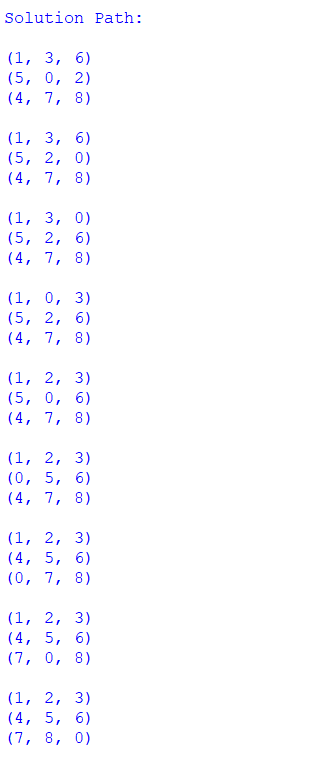 Solution Path:
(1, 3, 6)
(5, 0, 2)
(4, 7, 8)
(1, 3, 6)
(5, 2, 0)
(4, 7, 8)
(1, 3, 0)
(5, 2, 6)
(4, 7, 8)
(1, 0, 3)
(5, 2, 6)
(4, 7, 8)
(1, 2, 3)
(5, 0, 6)
(4, 7, 8)
(1, 2, 3)
(0, 5, 6)
(4, 7, 8)
(1, 2, 3)
(4, 5, 6)
(0, 7, 8)
(1, 2, 3)
(4, 5, 6)
(7, 0, 8)
(1, 2, 3)
(4, 5, 6)
(7, 8, 0)